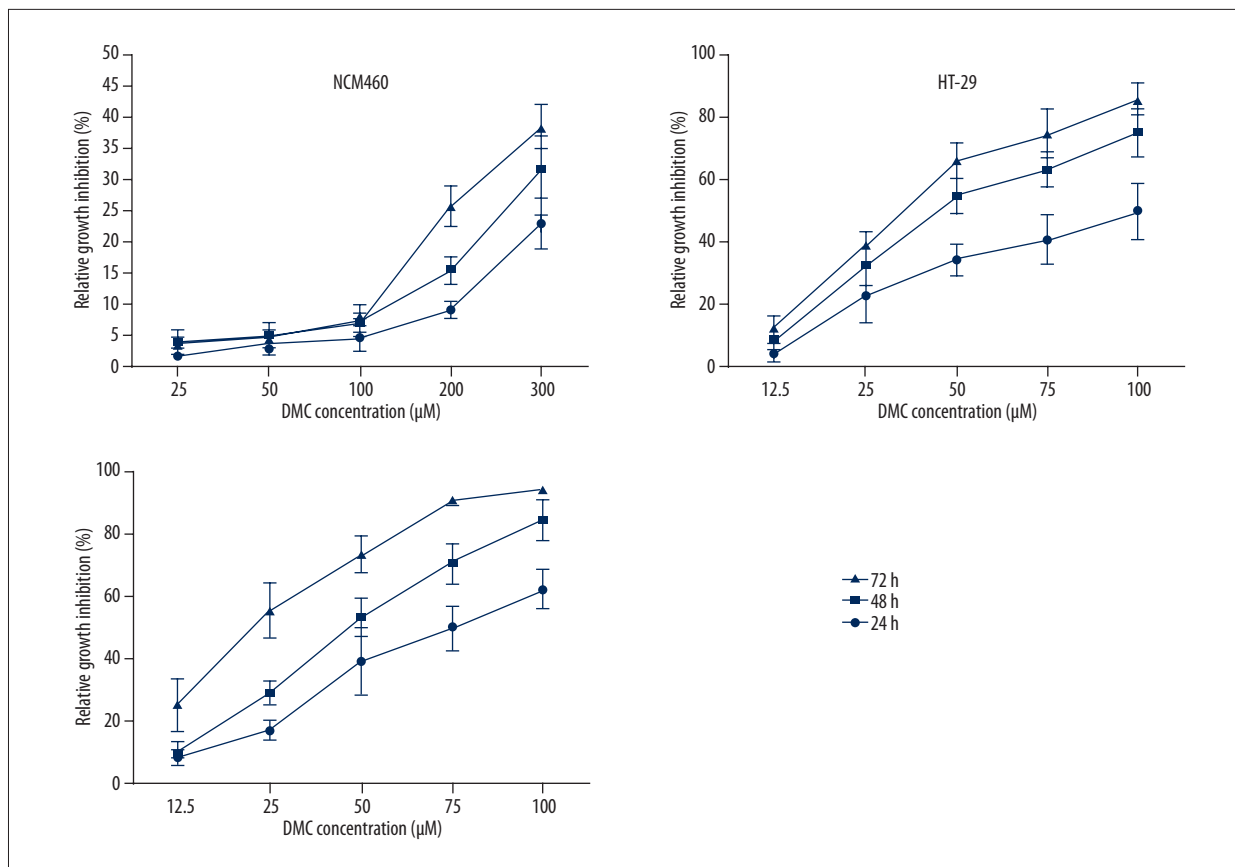 NCM460
Relative growth inhibition (%)
50
45
40
35
30
25
20
15
10
5
0
25 50 100 200 300
DMC concentration (µM)
HT-29
Relative growth inhibition (%)
100
80
60
40
20
0
12.5 25 50 75 100
DMC concentration (µM)
Relative growth inhibition (%)
100
80
60
40
20
0
12.5 25 50 75 100
DMC concentration (µM)
72 h
48 h
24 h